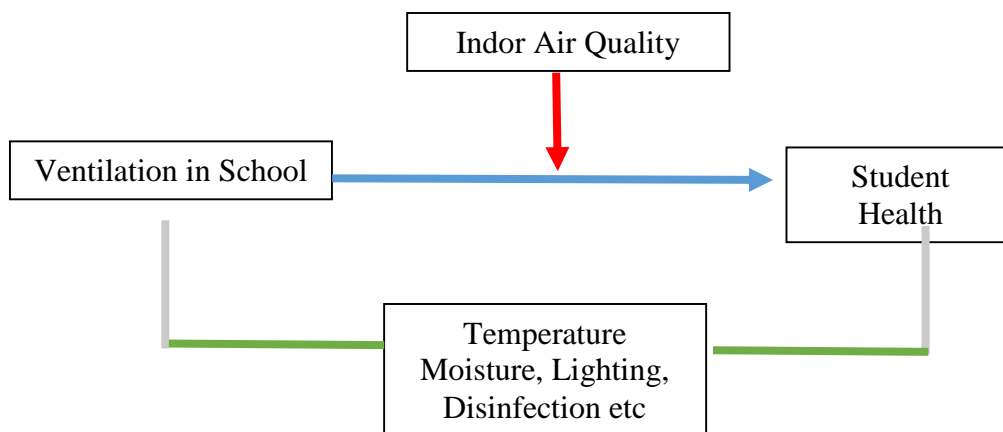 Indor Air Quality
Ventilation in School
Student
Health
Temperature
Moisture, Lighting,
Disinfection etc